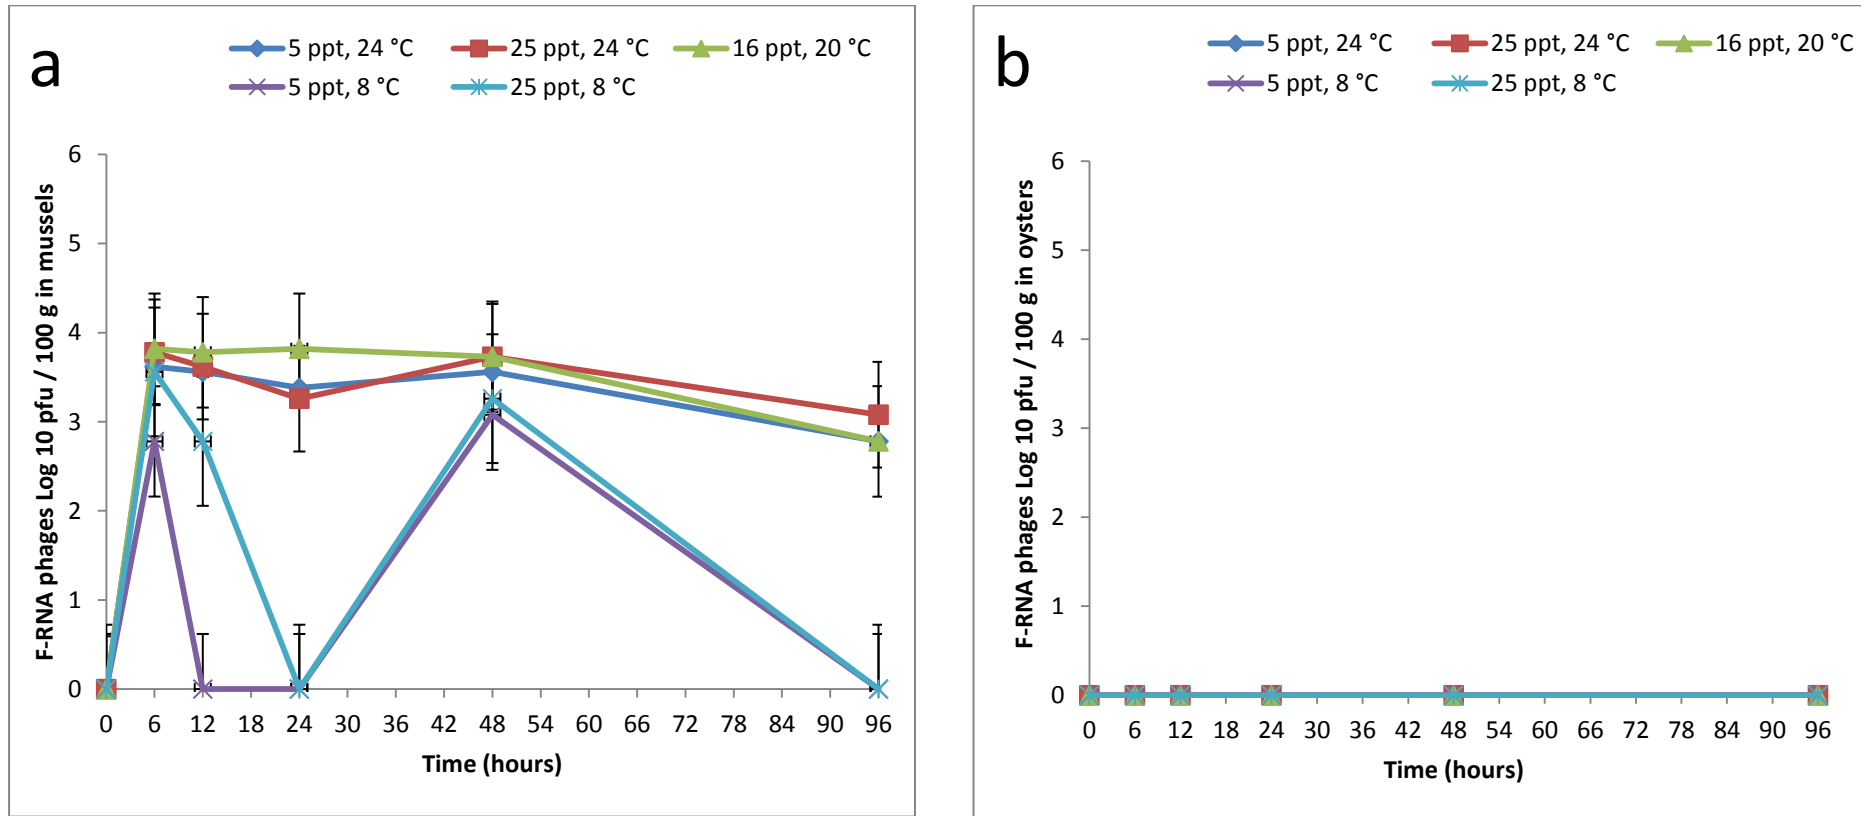 a
5 ppt, 24 °C 25 ppt, 24 °C 16 ppt, 20 °C
5 ppt, 8 °C 25 ppt, 8 °C
F-RNA phages Log 10 pfu / 100 g in mussels
6
5
4
3
2
1
0
0 6 12 18 24 30 36 42 48 54 60 66 72 78 84 90 96
Time (hours)
b
5 ppt, 24 °C 25 ppt, 24 °C 16 ppt, 20 °C
5 ppt, 8 °C 25 ppt, 8 °C
F-RNA phages Log 10 pfu / 100 g in oysters
6
5
4
3
2
1
0
0 6 12 18 24 30 36 42 48 54 60 66 72 78 84 90 96
Time (hours)